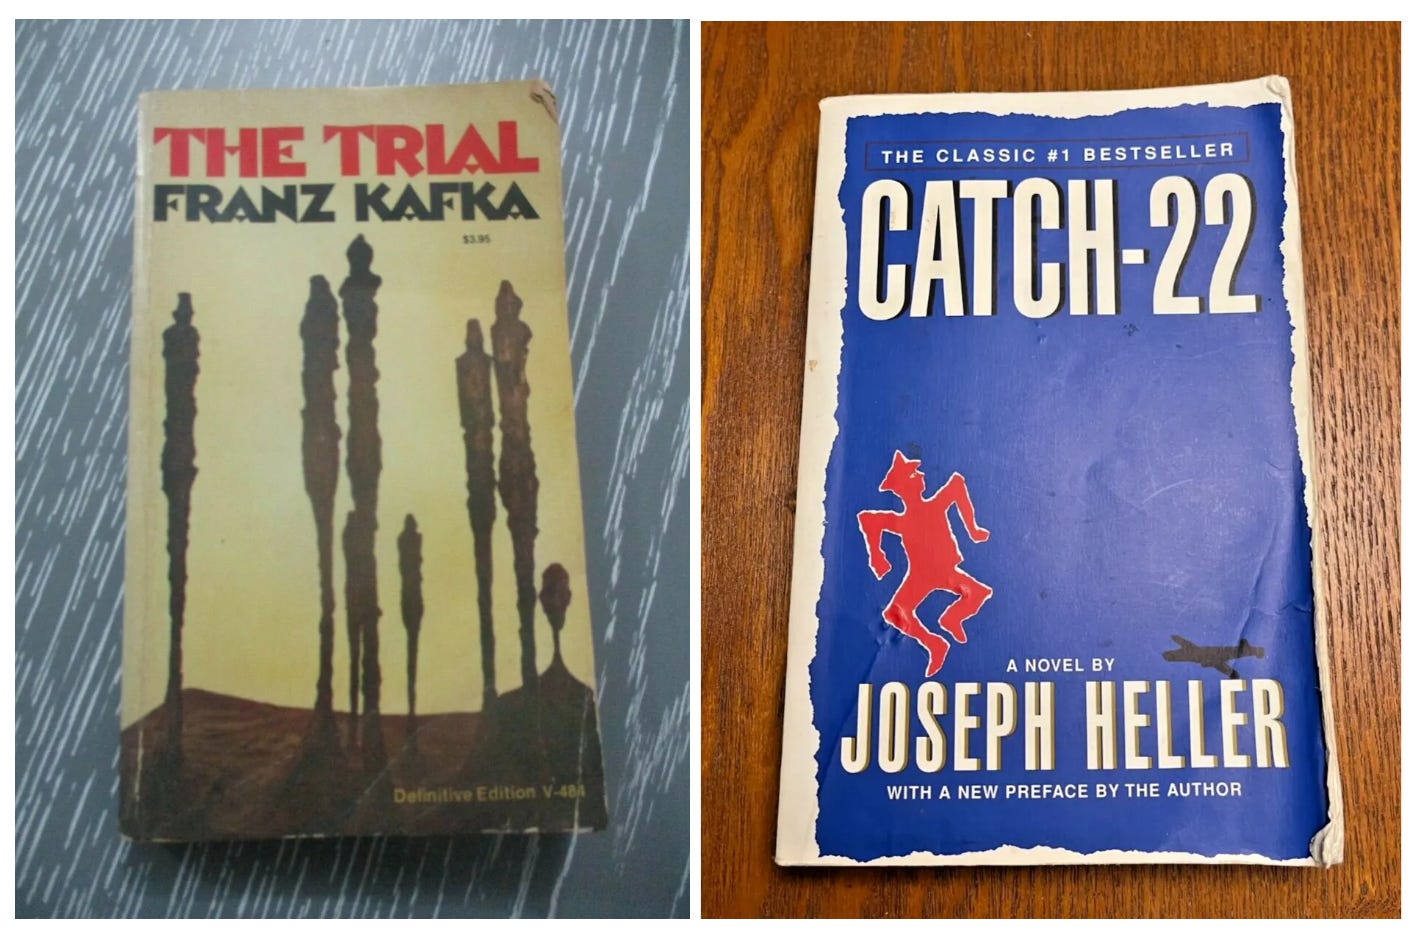 THE TRIAL
FRANZ KAFKA
$3.95
Definitive Edition V-484
THE CLASSIC #1 BESTSELLER
CATCH-22
A NOVEL BY
JOSEPH HELLER
WITH A NEW PREFACE BY THE AUTHOR